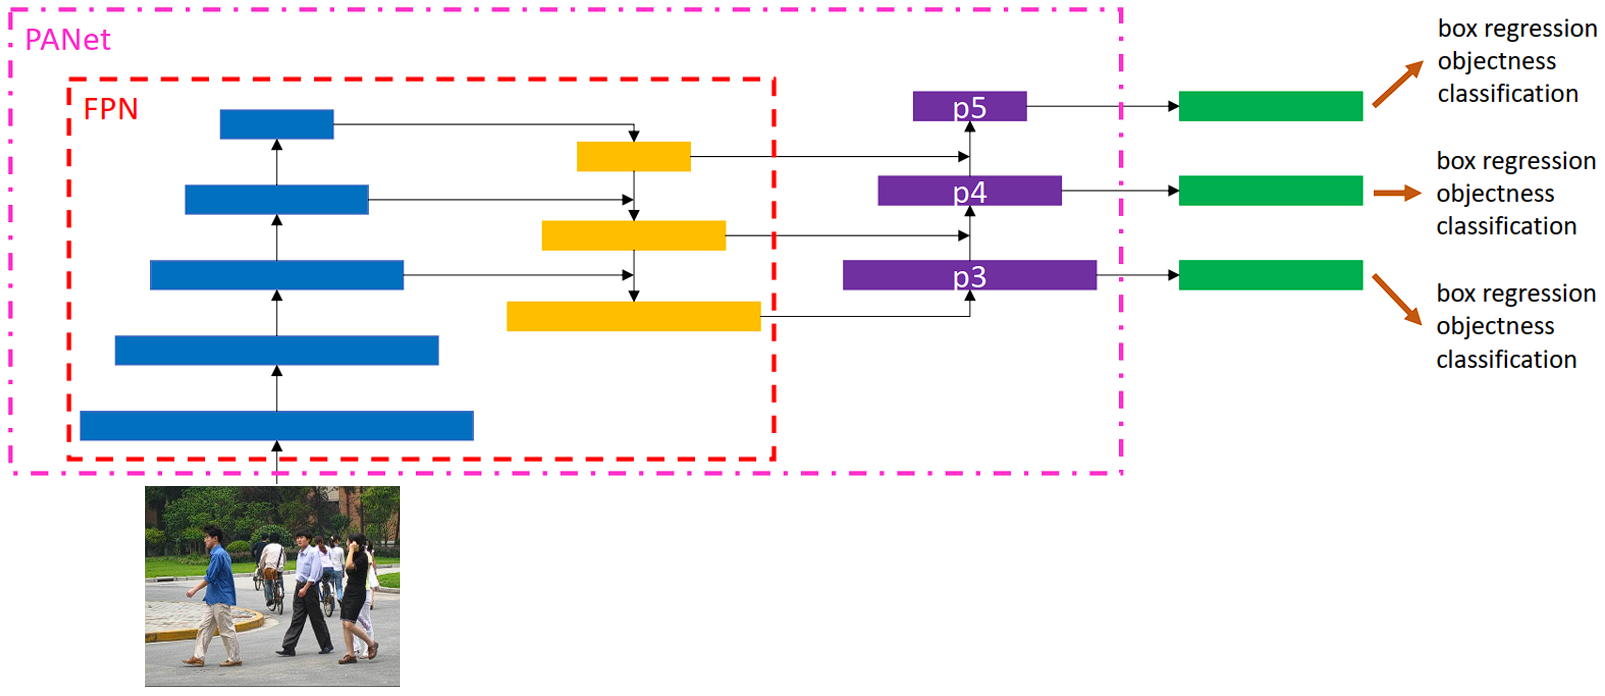 PANet
FPN
p5
p4
p3
box regression
objectness
classification
box regression
objectness
classification
box regression
objectness
classification